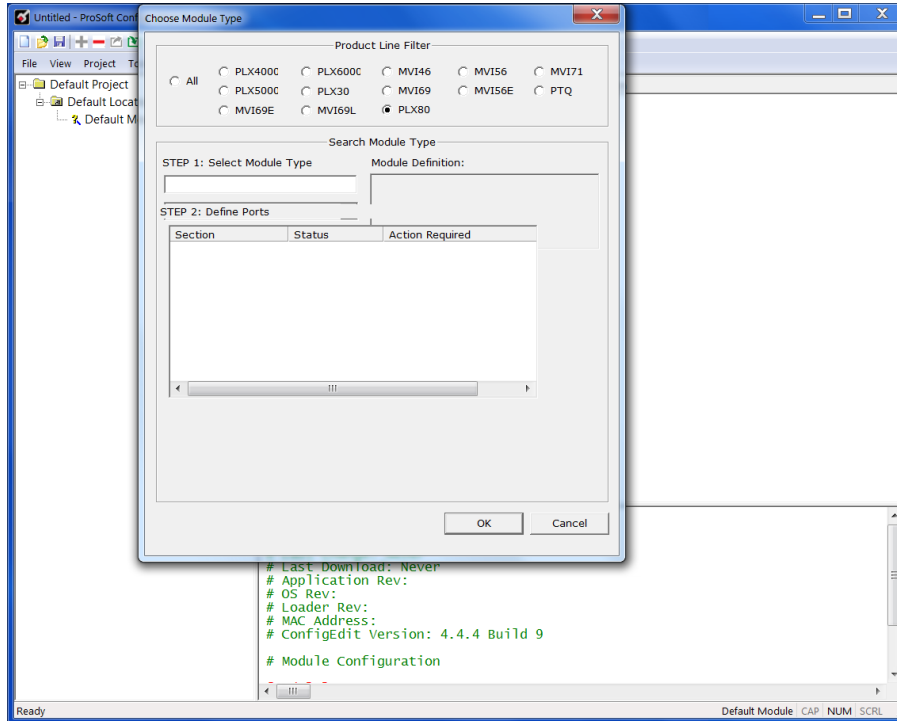 Untitled - ProSoft Conf
Choose Module Type
File View Project To
Default Project
Default Locat
Default M
Product Line Filter
All
PLX4000 PLX6000 MVI46 MVI56 MVI71
PLX5000 PLX30 MVI69 MVI56E PTQ
MVI69E MVI69L PLX80
Search Module Type
STEP 1: Select Module Type Module Definition:
STEP 2: Define Ports
Section Status Action Required
OK Cancel
# Last Download: Never
# Application Rev:
# OS Rev:
# Loader Rev:
# MAC Address:
# ConfigEdit Version: 4.4.4 Build 9
# Module Configuration
Ready Default Module CAP NUM SCRL